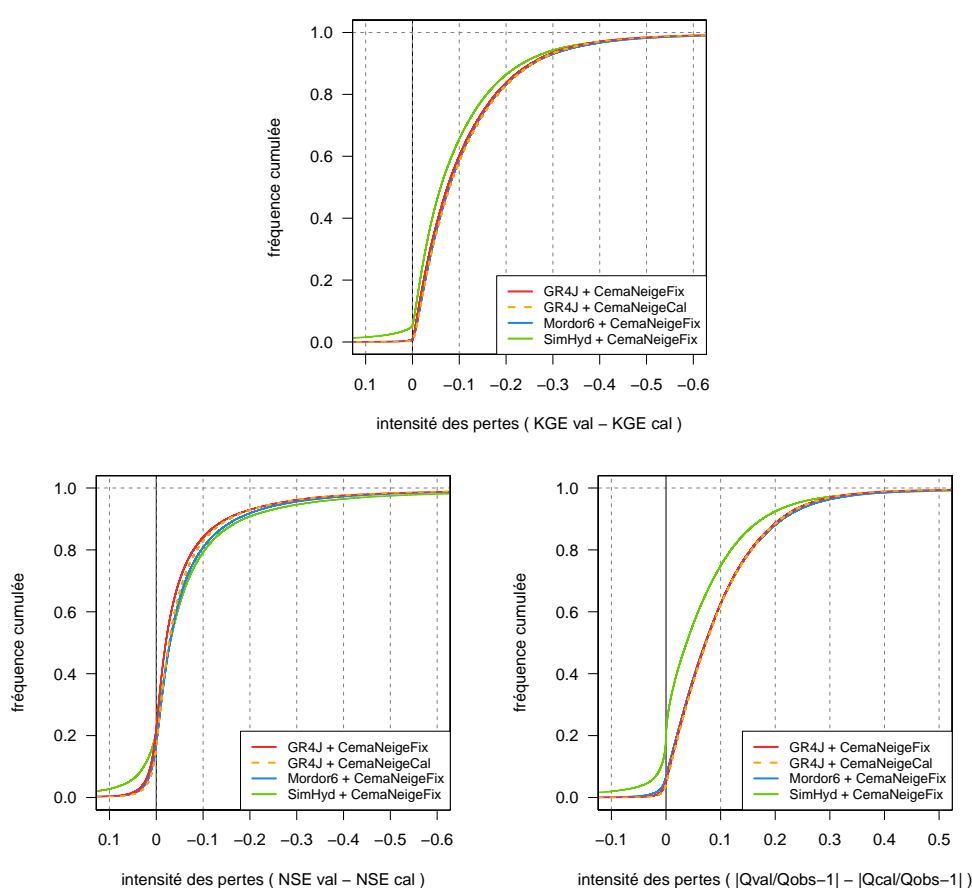 1.0
0.8
0.6
0.4
0.2
0.0
fréquence cumulée
GR4J + CemaNeigeFix
GR4J + CemaNeigeCal
Mordor6 + CemaNeigeFix
SimHyd + CemaNeigeFix
0.1 0 −0.1 −0.2 −0.3 −0.4 −0.5 −0.6
intensité des pertes ( KGE val − KGE cal )
1.0
0.8
0.6
0.4
0.2
0.0
fréquence cumulée
GR4J + CemaNeigeFix
GR4J + CemaNeigeCal
Mordor6 + CemaNeigeFix
SimHyd + CemaNeigeFix
0.1 0 −0.1 −0.2 −0.3 −0.4 −0.5 −0.6
intensité des pertes ( NSE val − NSE cal )
1.0
0.8
0.6
0.4
0.2
0.0
fréquence cumulée
GR4J + CemaNeigeFix
GR4J + CemaNeigeCal
Mordor6 + CemaNeigeFix
SimHyd + CemaNeigeFix
−0.1 0 0.1 0.2 0.3 0.4 0.5
intensité des pertes ( |Qval/Qobs−1| − |Qcal/Qobs−1| )